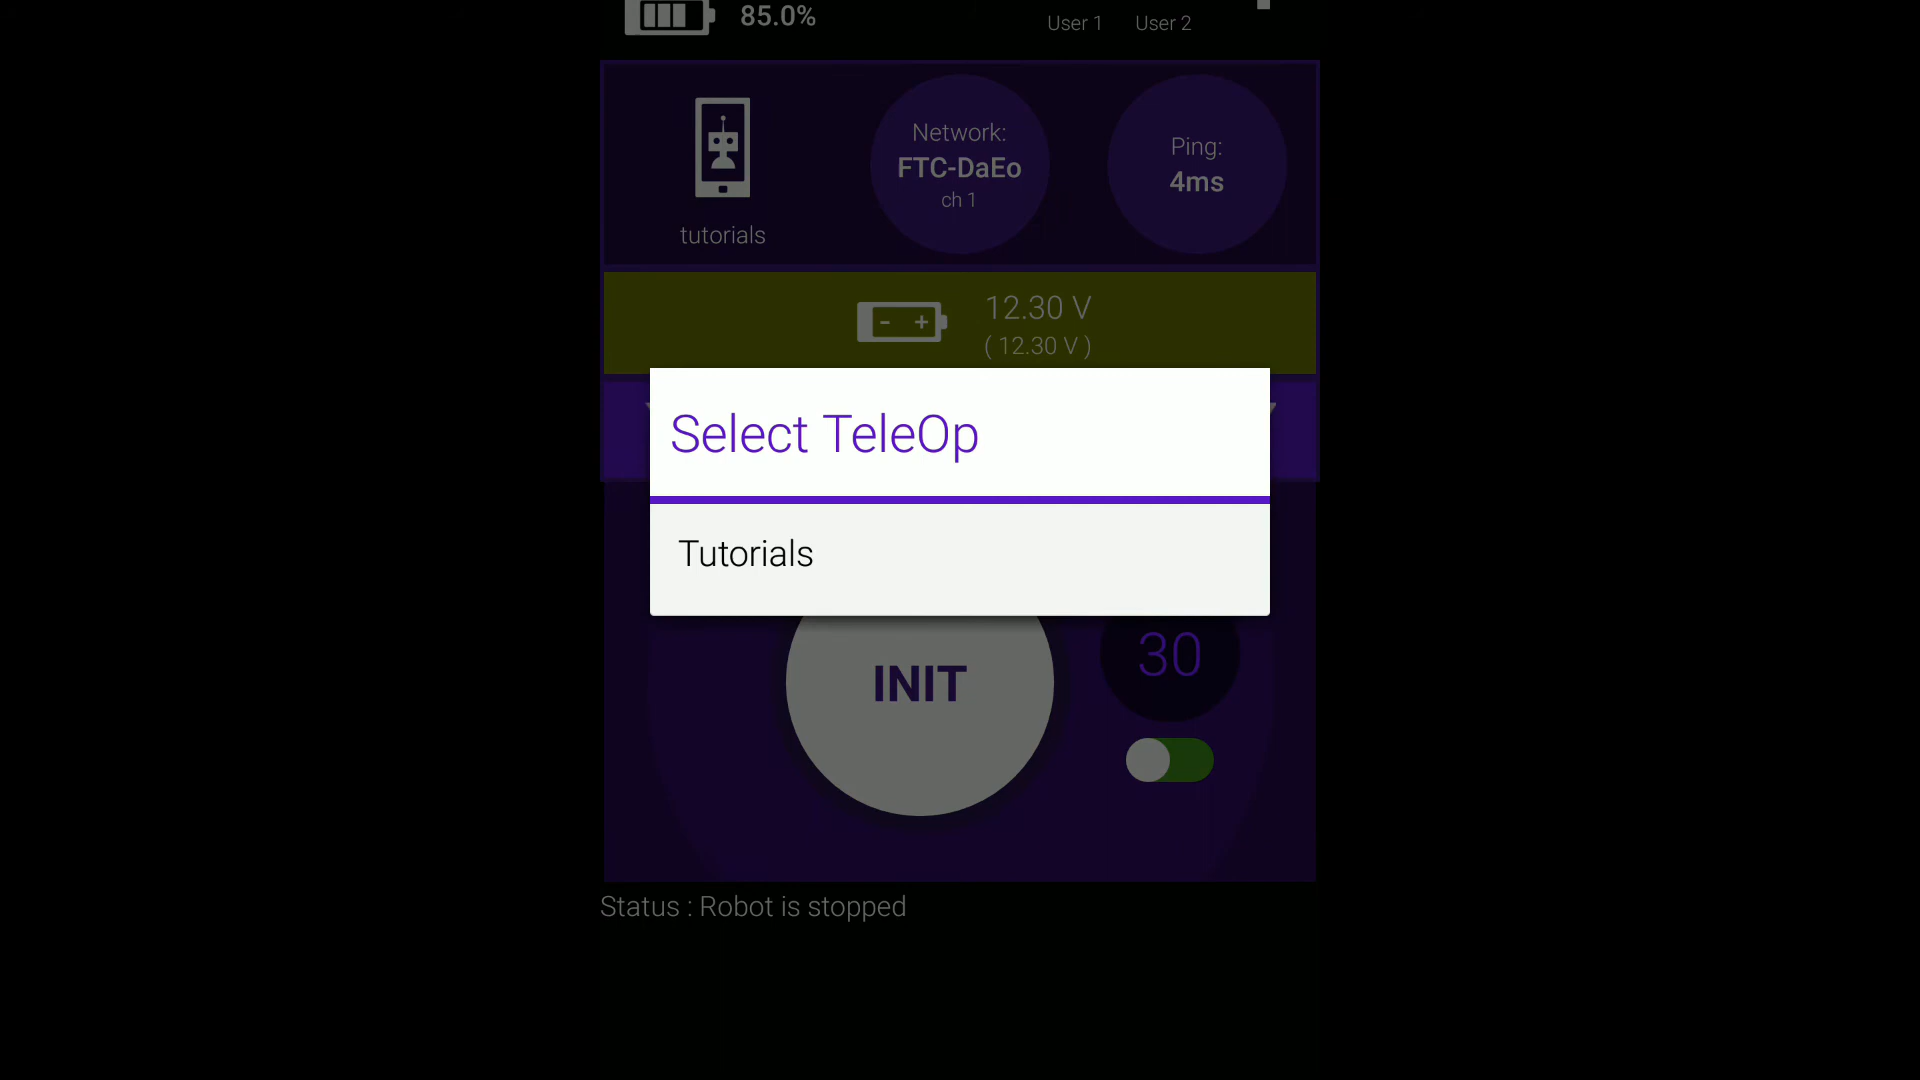 85.0%
User 1 User 2
Network:
FTC-DaEo
ch 1
Ping:
4ms
tutorials
12.30 V
( 12.30 V )
Select TeleOp
Tutorials
INIT
30
Status : Robot is stopped